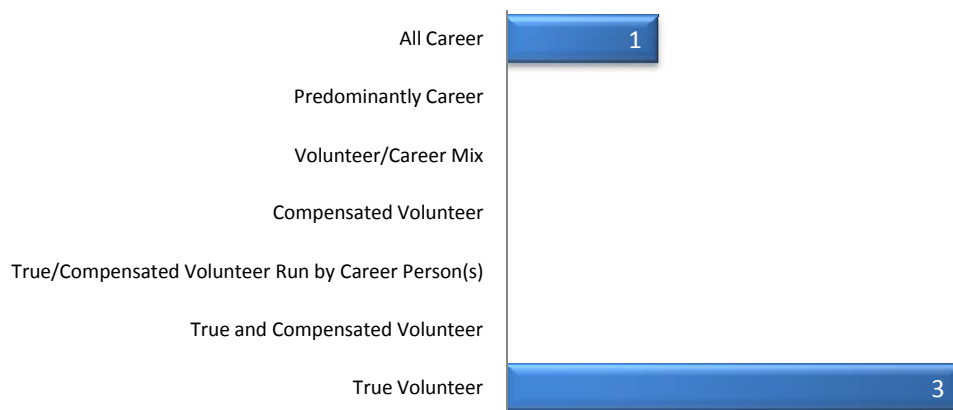 All Career 1
Predominantly Career
Volunteer/Career Mix
Compensated Volunteer
True/Compensated Volunteer Run by Career Person(s)
True and Compensated Volunteer
True Volunteer 3